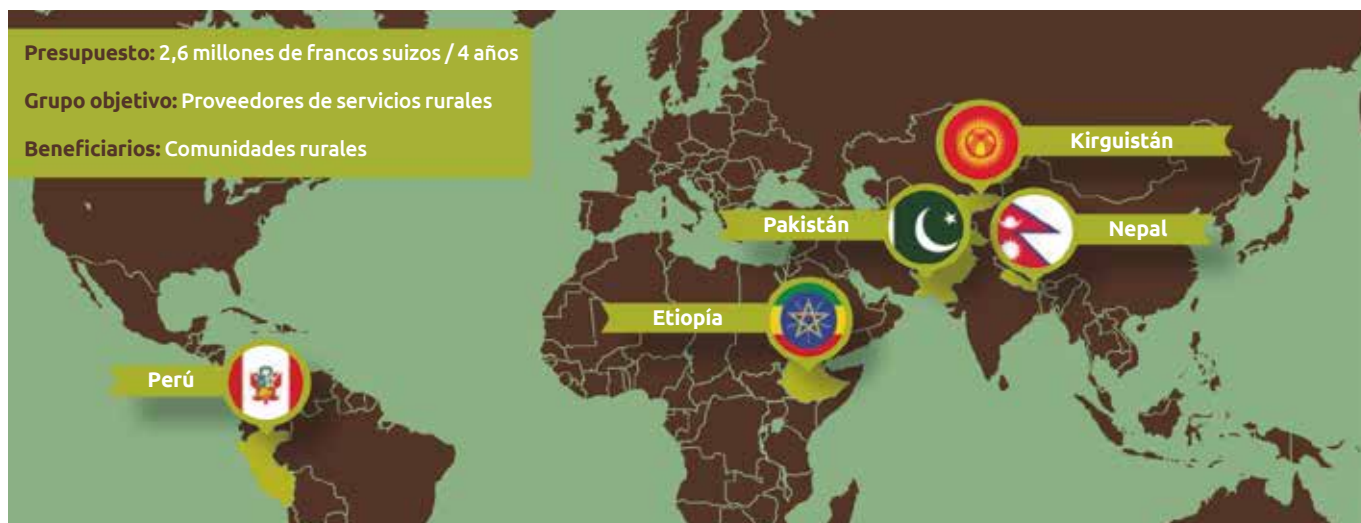 Presupuesto: 2,6 millones de francos suizos / 4 años
Grupo objetivo: Proveedores de servicios rurales
Beneficiarios: Comunidades rurales
Kirguistán
Pakistán
Nepal
Etiopía
Perú